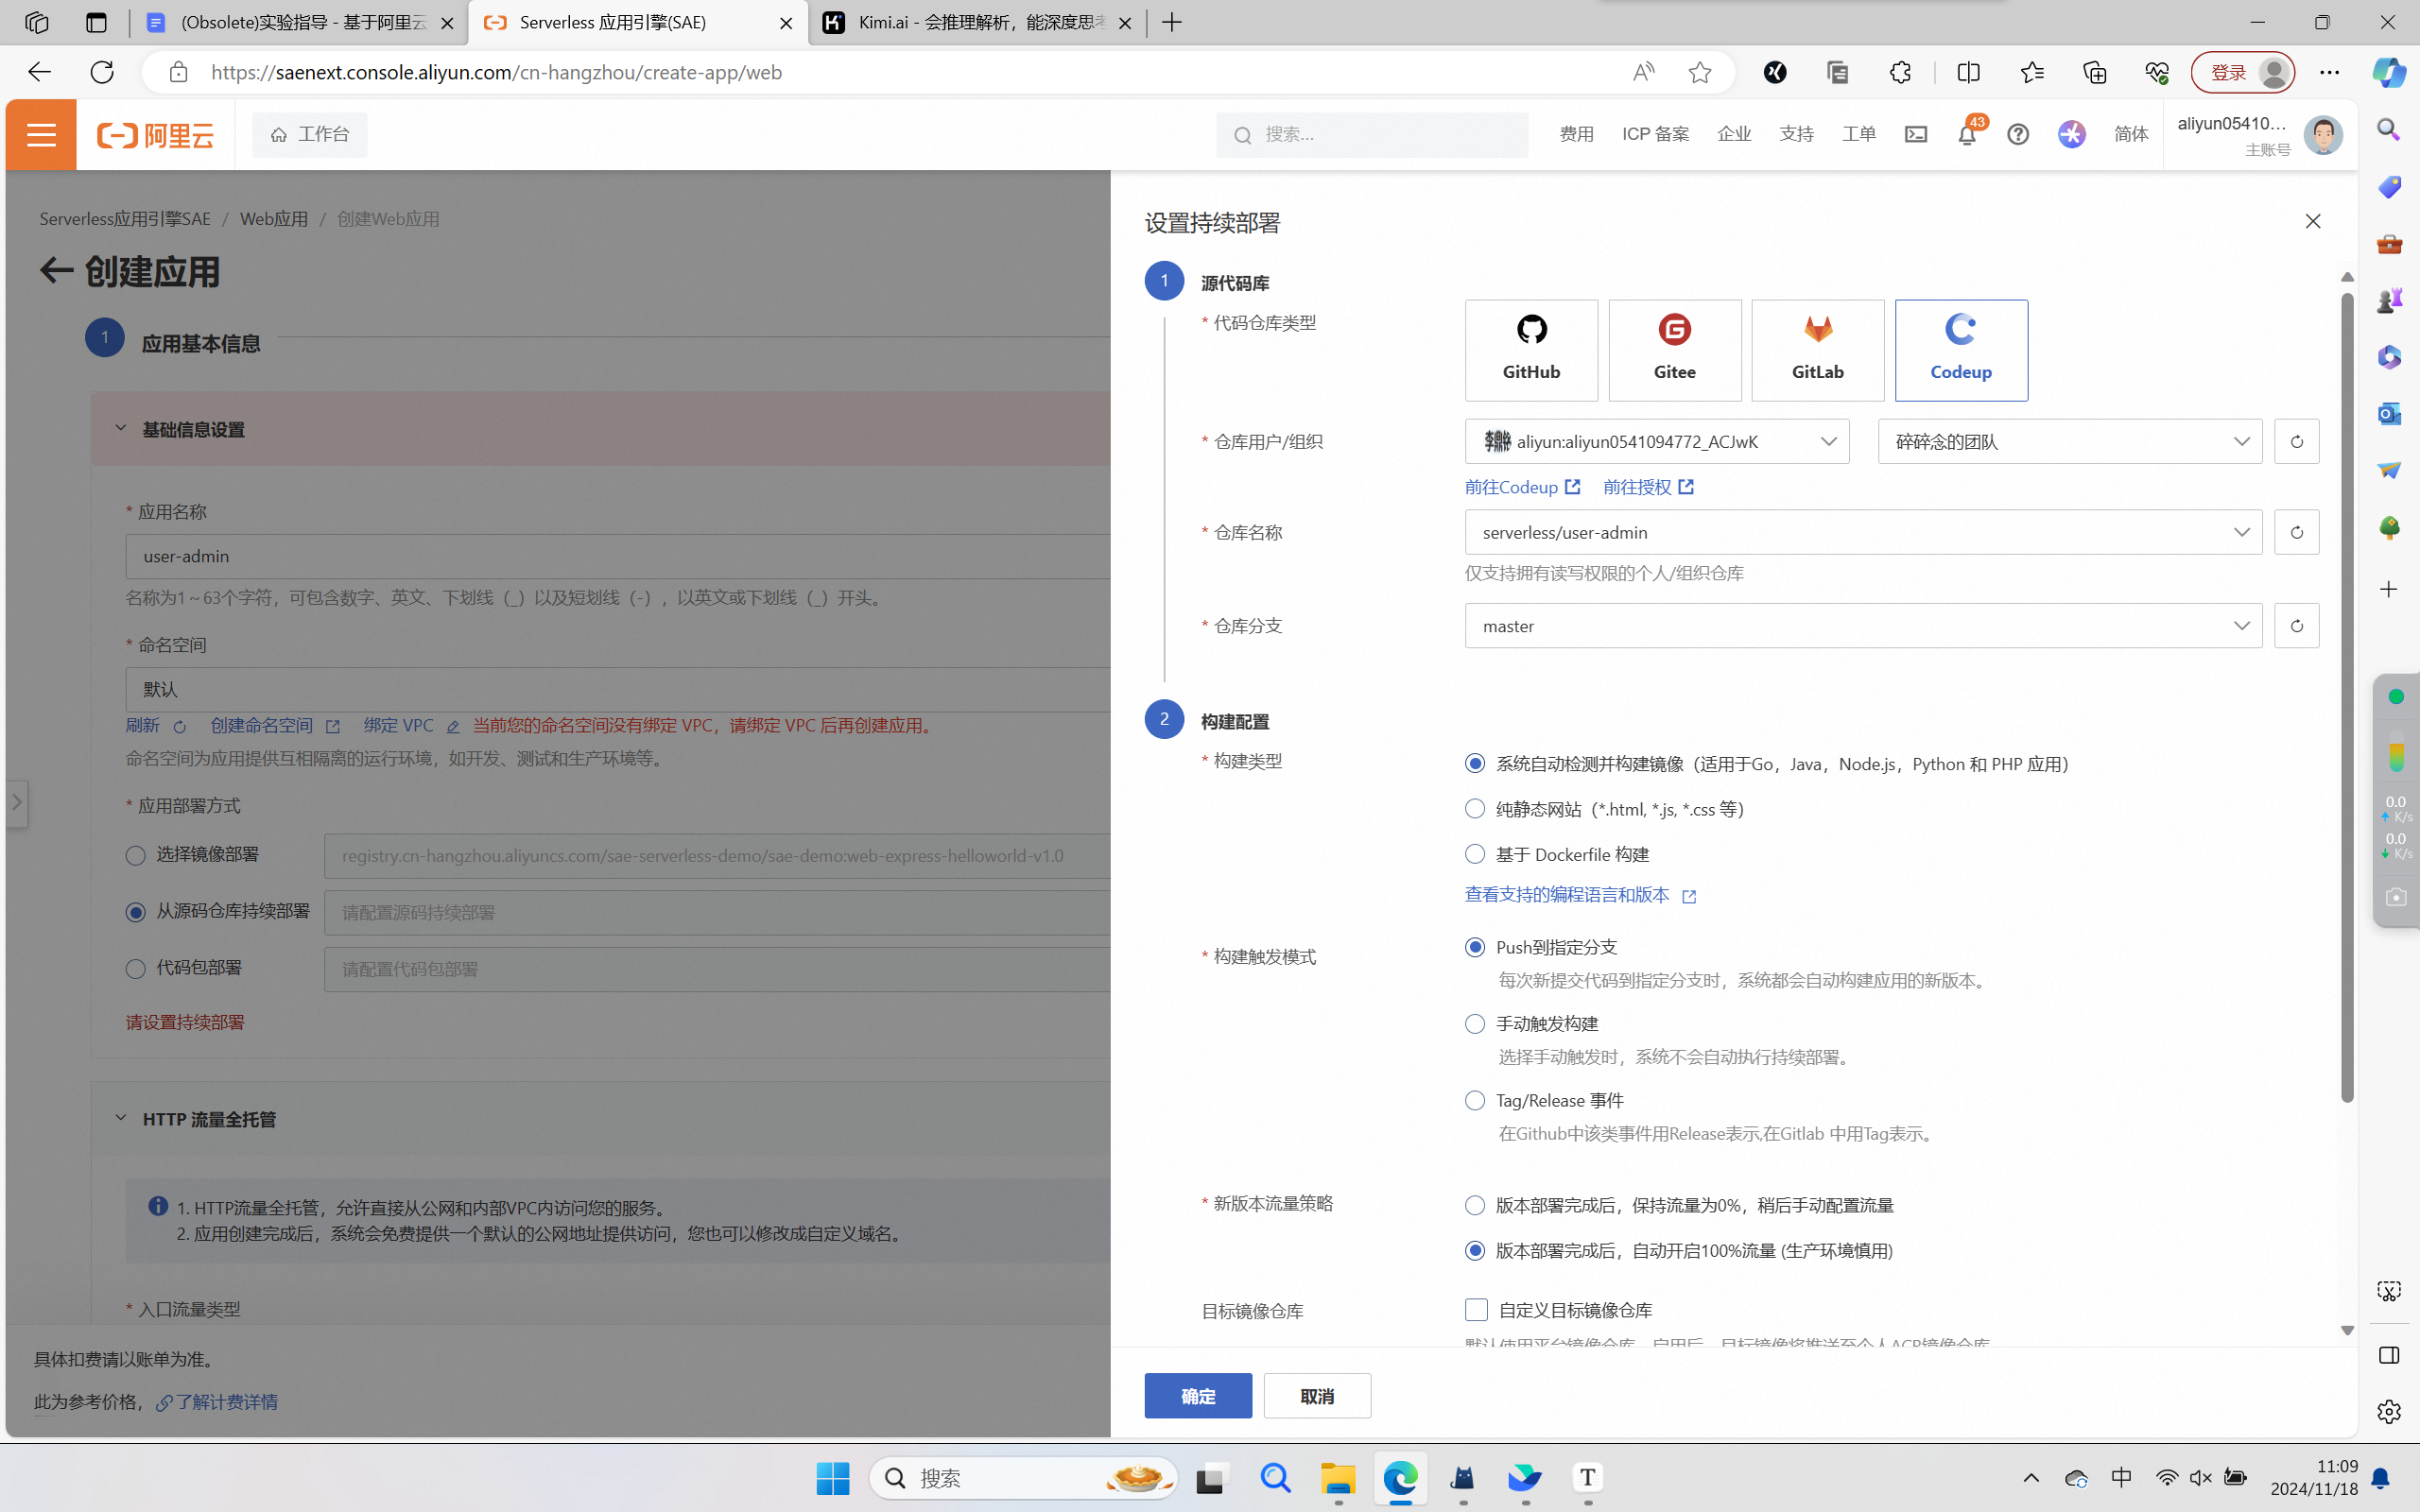 (Obsolete)实验指导 - 基于阿里云
Serverless 应用引擎(SAE)
Kimi.ai - 会推理解析，能深度思考
https://saenext.console.aliyun.com/cn-hangzhou/create-app/web
登录
阿里云
工作台
搜索...
费用
ICP 备案
企业
支持
工单
43
简体
aliyun05410...
主账号
Serverless应用引擎SAE / Web应用 / 创建Web应用
创建应用
1 应用基本信息
基础信息设置
* 应用名称
user-admin
名称为1~63个字符，可包含数字、英文、下划线（_）以及短划线（-），以英文或下划线（_）开头。
* 命名空间
默认
刷新 创建命名空间 绑定 VPC 当前您的命名空间没有绑定 VPC，请绑定 VPC 后再创建应用。
命名空间为应用提供互相隔离的运行环境，如开发、测试和生产环境等。
* 应用部署方式
选择镜像部署
registry.cn-hangzhou.aliyuncs.com/sae-serverless-demo/sae-demo:web-express-helloworld-v1.0
从源码仓库持续部署
请配置源码持续部署
代码包部署
请配置代码包部署
请设置持续部署
HTTP 流量全托管
1. HTTP流量全托管，允许直接从公网和内部VPC内访问您的服务。
2. 应用创建完成后，系统会免费提供一个默认的公网地址提供访问，您也可以修改成自定义域名。
* 入口流量类型
具体扣费请以账单为准。
此为参考价格， 了解计费详情
设置持续部署
1 源代码库
* 代码仓库类型
GitHub
Gitee
GitLab
Codeup
* 仓库用户/组织
aliyun:aliyun0541094772_ACJwK
碎碎念的团队
前往Codeup 前往授权
* 仓库名称
serverless/user-admin
仅支持拥有读写权限的个人/组织仓库
* 仓库分支
master
2 构建配置
* 构建类型
系统自动检测并构建镜像（适用于Go，Java，Node.js，Python 和 PHP 应用）
纯静态网站（*.html, *.js, *.css 等）
基于 Dockerfile 构建
查看支持的编程语言和版本
* 构建触发模式
Push到指定分支
每次新提交代码到指定分支时，系统都会自动构建应用的新版本。
手动触发构建
选择手动触发时，系统不会自动执行持续部署。
Tag/Release 事件
在Github中该类事件用Release表示,在Gitlab 中用Tag表示。
* 新版本流量策略
版本部署完成后，保持流量为0%，稍后手动配置流量
版本部署完成后，自动开启100%流量 (生产环境慎用)
目标镜像仓库
自定义目标镜像仓库
默认使用平台镜像仓库，启用后，目标镜像将推送至个人ACR镜像仓库
确定
取消
0.0
K/s
0.0
K/s
搜索
中
11:09
2024/11/18